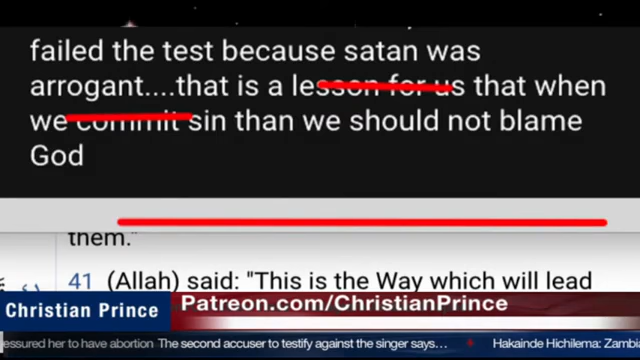 failed the test because satan was
arrogant....that is a lesson for us that when
we commit sin than we should not blame
God
them."
41 (Allah) said: "This is the Way which will lead
Christian Prince
Patreon.com/ChristianPrince
essured her to have abortion The second accuser to testify against the singer says... Hakainde Hichilema: Zambi